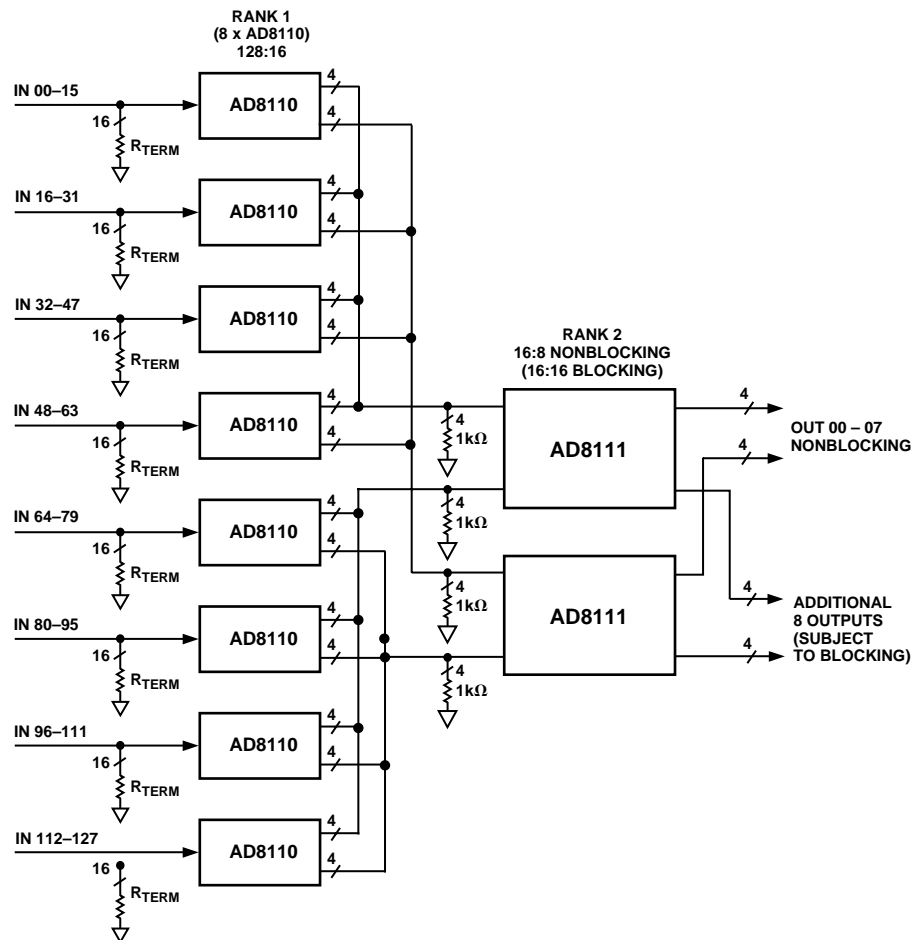 RANK 1
(8 x AD8110)
128:16
4
IN 00–15
AD8110
4
16
RTERM
4
IN 16–31
AD8110
4
16
RTERM
4
IN 32–47
AD8110
4
16
RTERM
RANK 2
16:8 NONBLOCKING
(16:16 BLOCKING)
4
IN 48–63
AD8110
4
16
RTERM
4
1kΩ
AD8111
4
OUT 00 – 07
NONBLOCKING
4
4
IN 64–79
AD8110
4
16
RTERM
4
1kΩ
4
1kΩ
AD8111
4
ADDITIONAL
8 OUTPUTS
(SUBJECT
TO BLOCKING)
4
4
IN 80–95
AD8110
4
16
RTERM
4
1kΩ
4
IN 96–111
AD8110
4
16
RTERM
4
IN 112–127
AD8110
4
16
RTERM